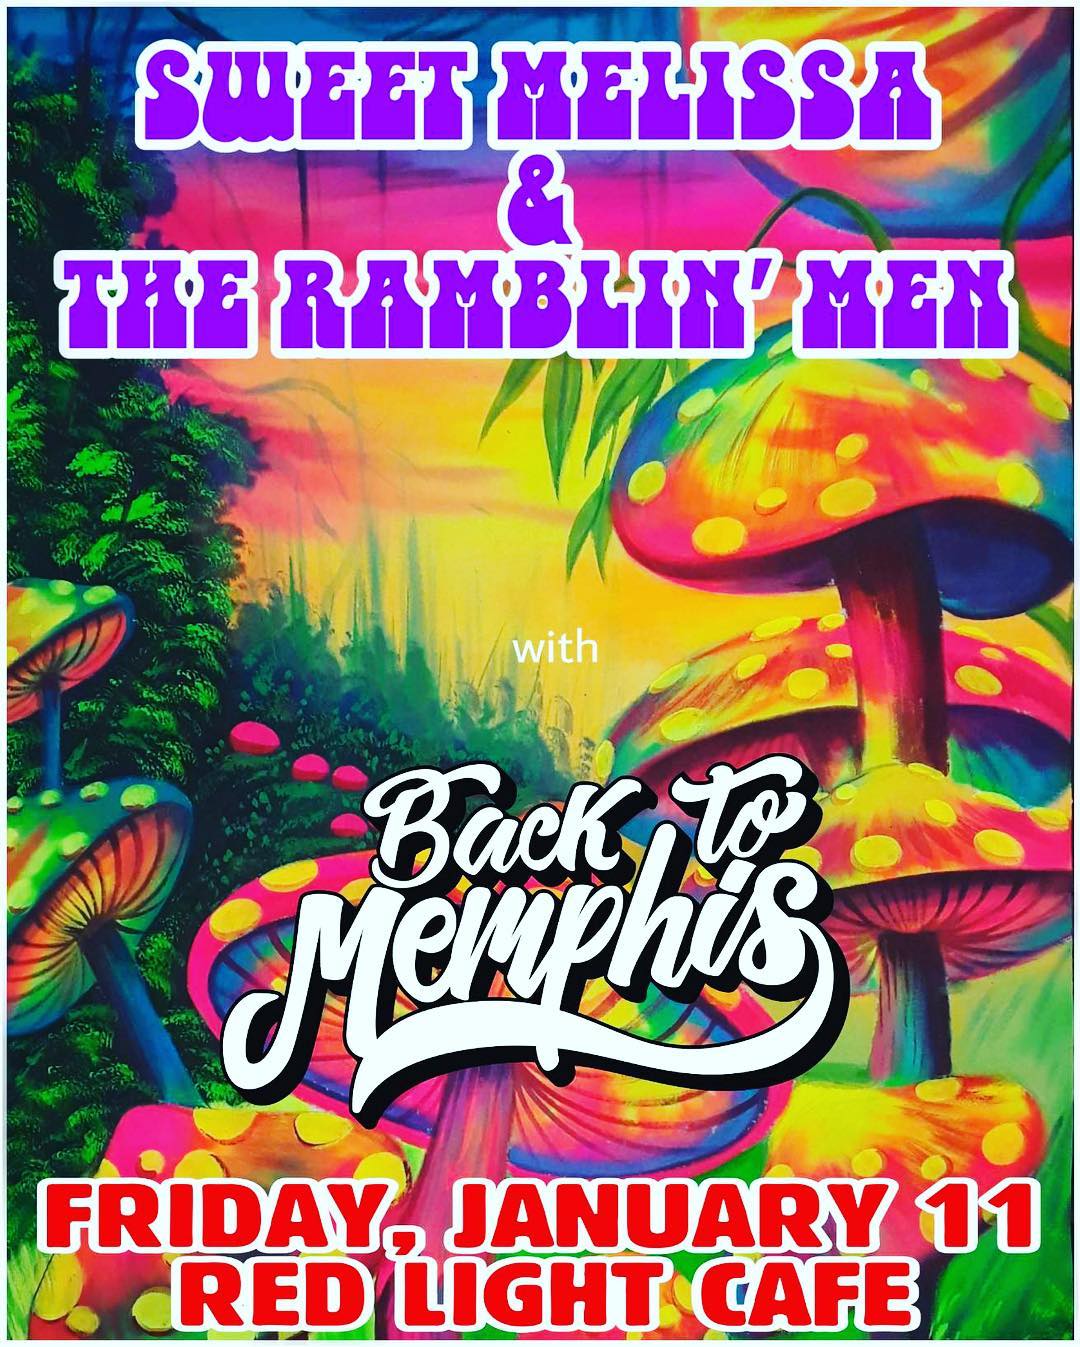 SWEET MELISSA
&
THE RAMBLIN' MEN
with
Back to
Memphis
FRIDAY, JANUARY 11
RED LIGHT CAFE